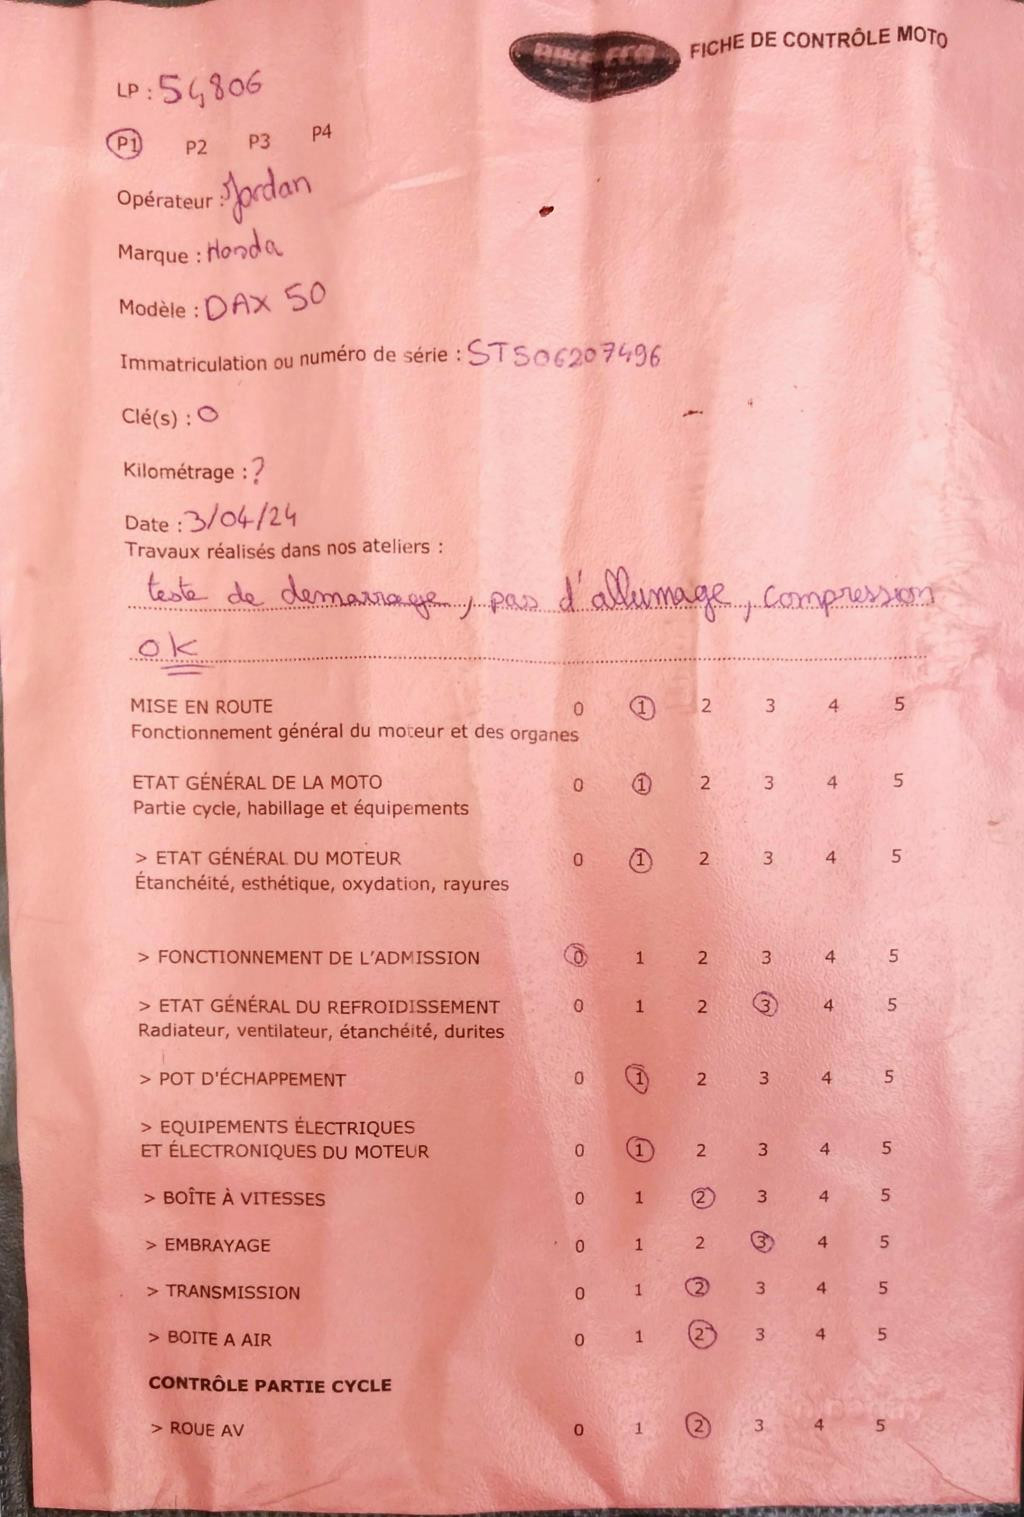 BIKE ECO
FICHE DE CONTRÔLE MOTO
LP : 54806
P1 P2 P3 P4
Opérateur : Jordan
Marque : Honda
Modèle : DAX 50
Immatriculation ou numéro de série : ST506207496
Clé(s) : 0
Kilométrage : ?
Date : 3/04/24
Travaux réalisés dans nos ateliers :
teste de demarrage, pas d'allumage, compression
ok
MISE EN ROUTE 0 1 2 3 4 5
Fonctionnement général du moteur et des organes
ETAT GÉNÉRAL DE LA MOTO 0 1 2 3 4 5
Partie cycle, habillage et équipements
> ETAT GÉNÉRAL DU MOTEUR 0 1 2 3 4 5
Étanchéité, esthétique, oxydation, rayures
> FONCTIONNEMENT DE L'ADMISSION 0 1 2 3 4 5
> ETAT GÉNÉRAL DU REFROIDISSEMENT 0 1 2 3 4 5
Radiateur, ventilateur, étanchéité, durites
> POT D'ÉCHAPPEMENT 0 1 2 3 4 5
> EQUIPEMENTS ÉLECTRIQUES
ET ÉLECTRONIQUES DU MOTEUR 0 1 2 3 4 5
> BOÎTE À VITESSES 0 1 2 3 4 5
> EMBRAYAGE 0 1 2 3 4 5
> TRANSMISSION 0 1 2 3 4 5
> BOITE A AIR 0 1 2 3 4 5
CONTRÔLE PARTIE CYCLE
> ROUE AV 0 1 2 3 4 5